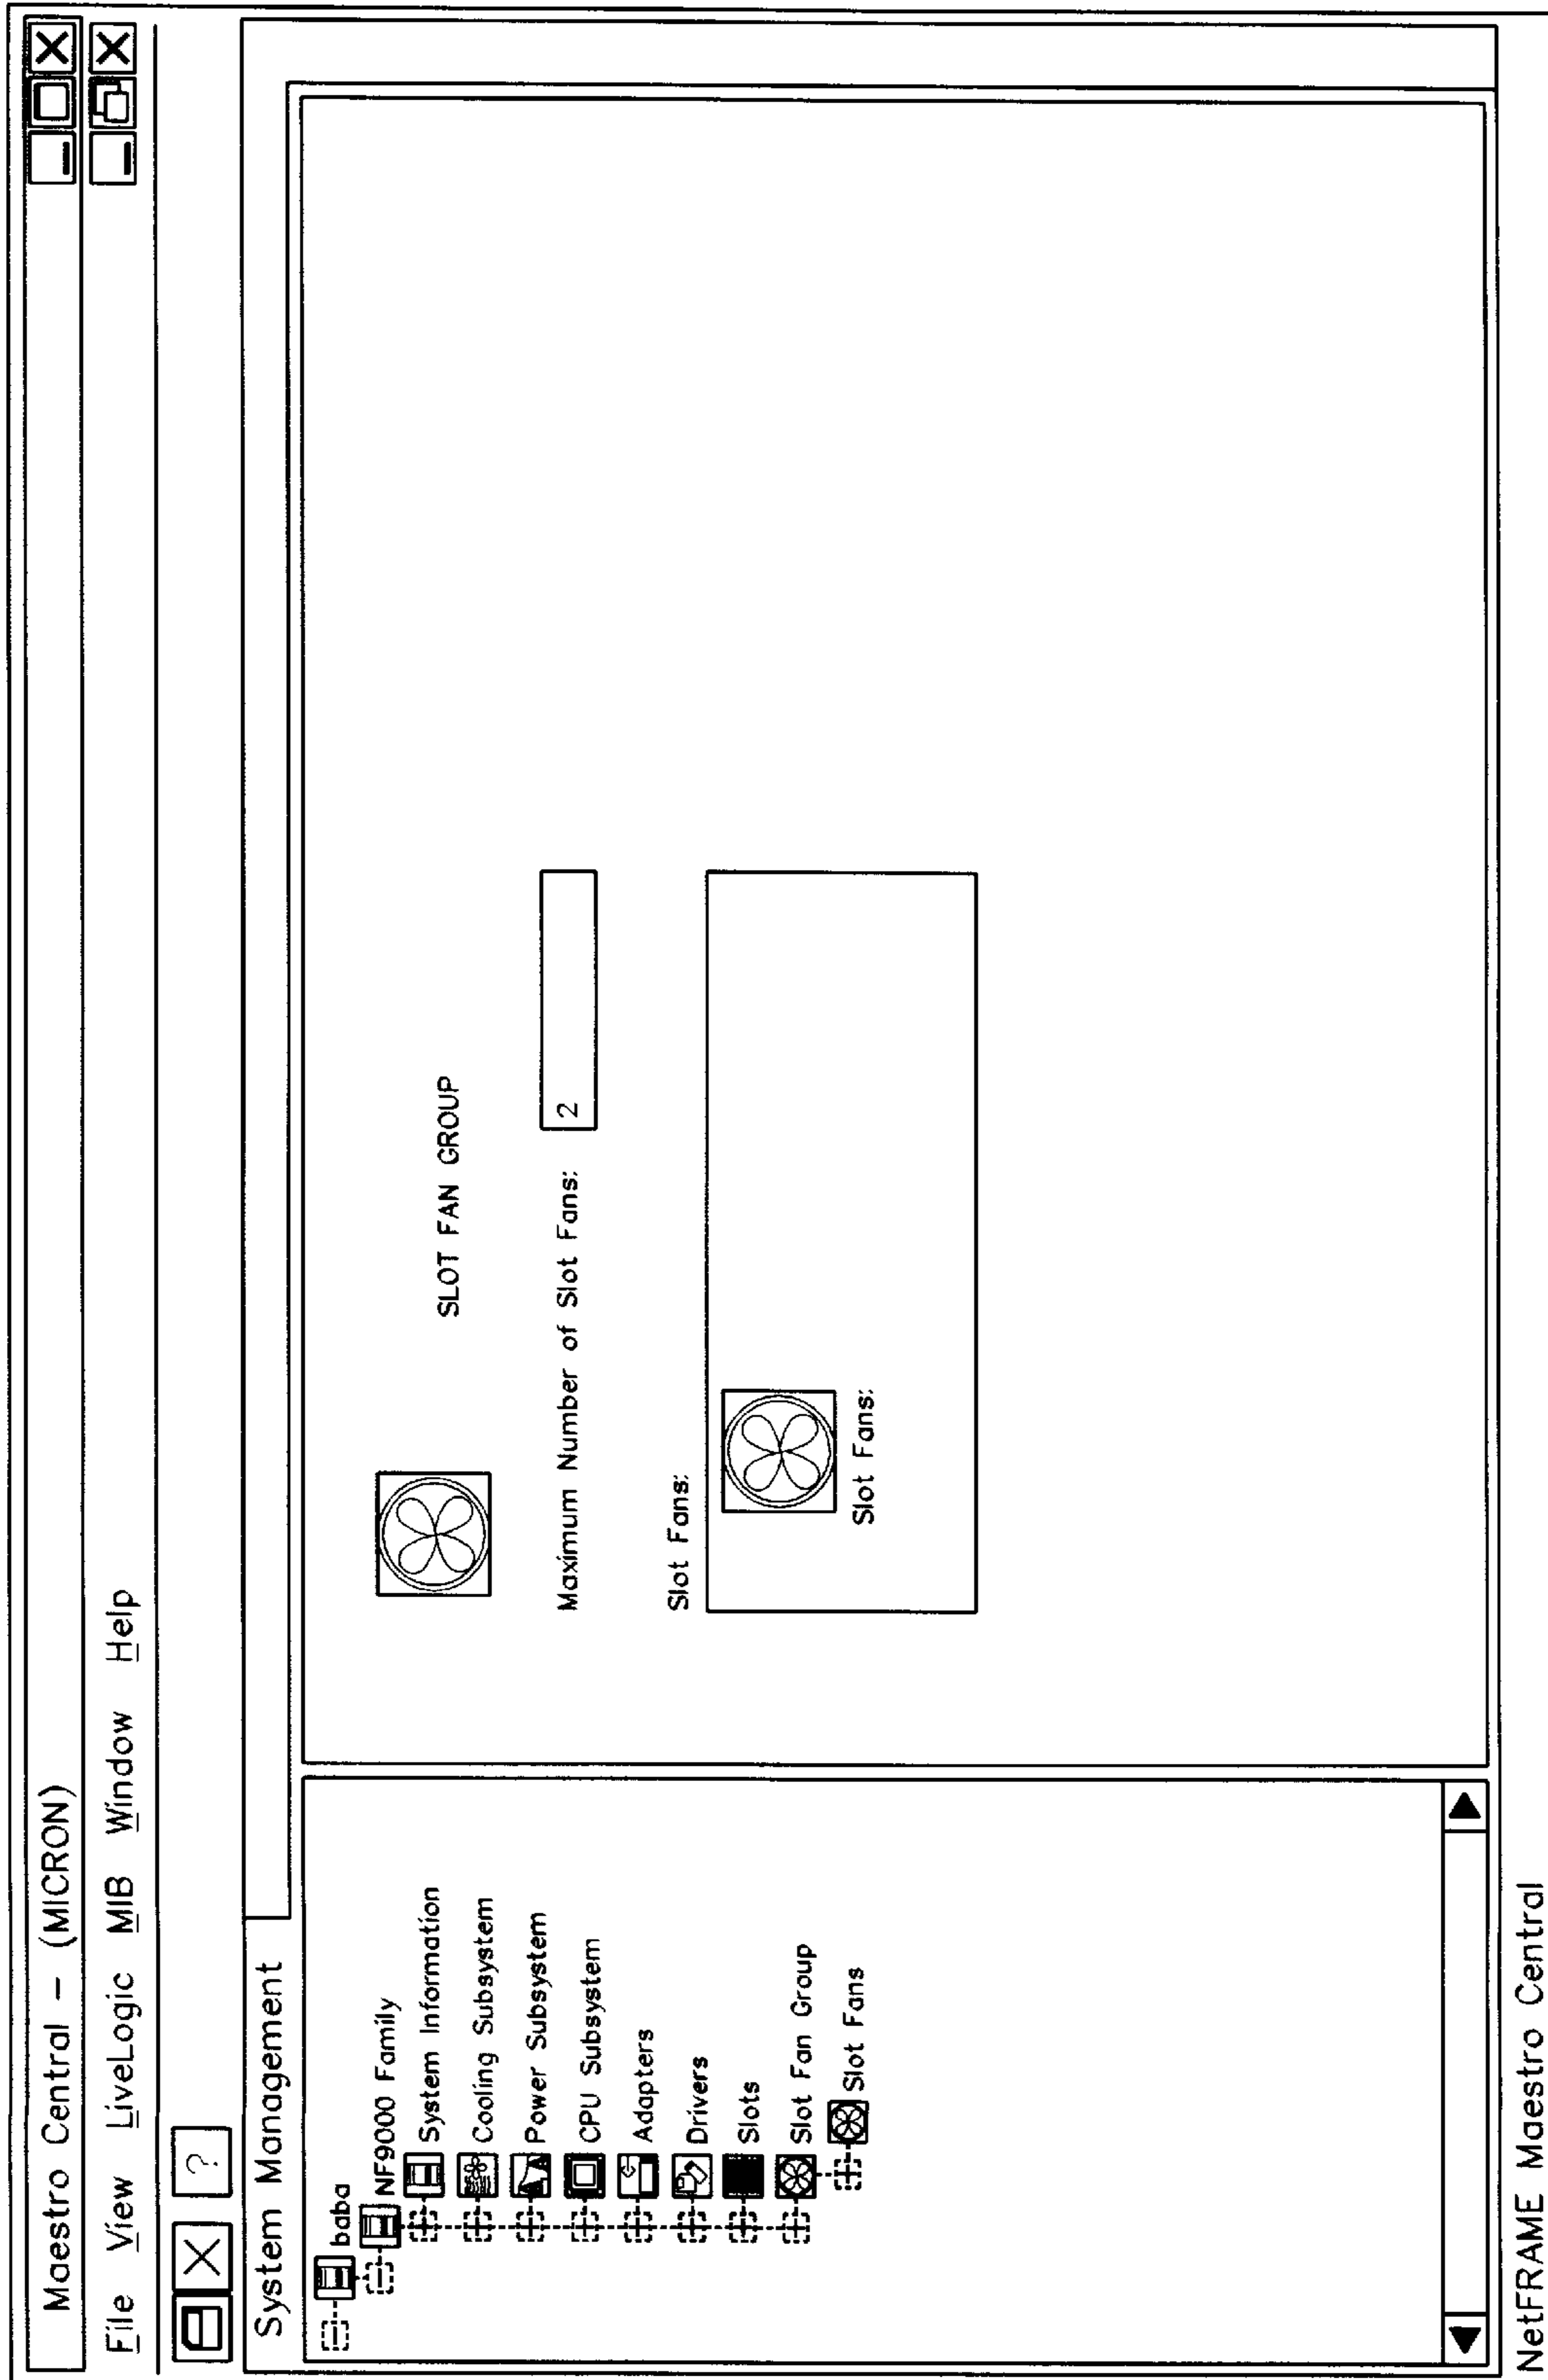 Maestro Central – (MICRON)
File View LiveLogic MIB Window Help
?
System Management
baba
NF9000 Family
System Information
Cooling Subsystem
Power Subsystem
CPU Subsystem
Adapters
Drivers
Slots
Slot Fan Group
Slot Fans
SLOT FAN GROUP
Maximum Number of Slot Fans: 2
Slot Fans:
Slot Fans:
NetFRAME Maestro Central